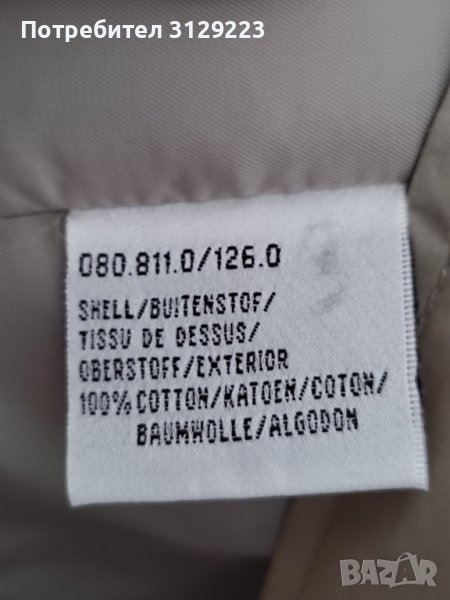 Потребител 3129223
080.811.0/126.0
SHELL/BUITENSTOF/
TISSU DE DESSUS/
OBERSTOFF/EXTERIOR
100% COTTON/KATOEN/COTON/
BAUMWOLLE/ALGODON
BAZAR